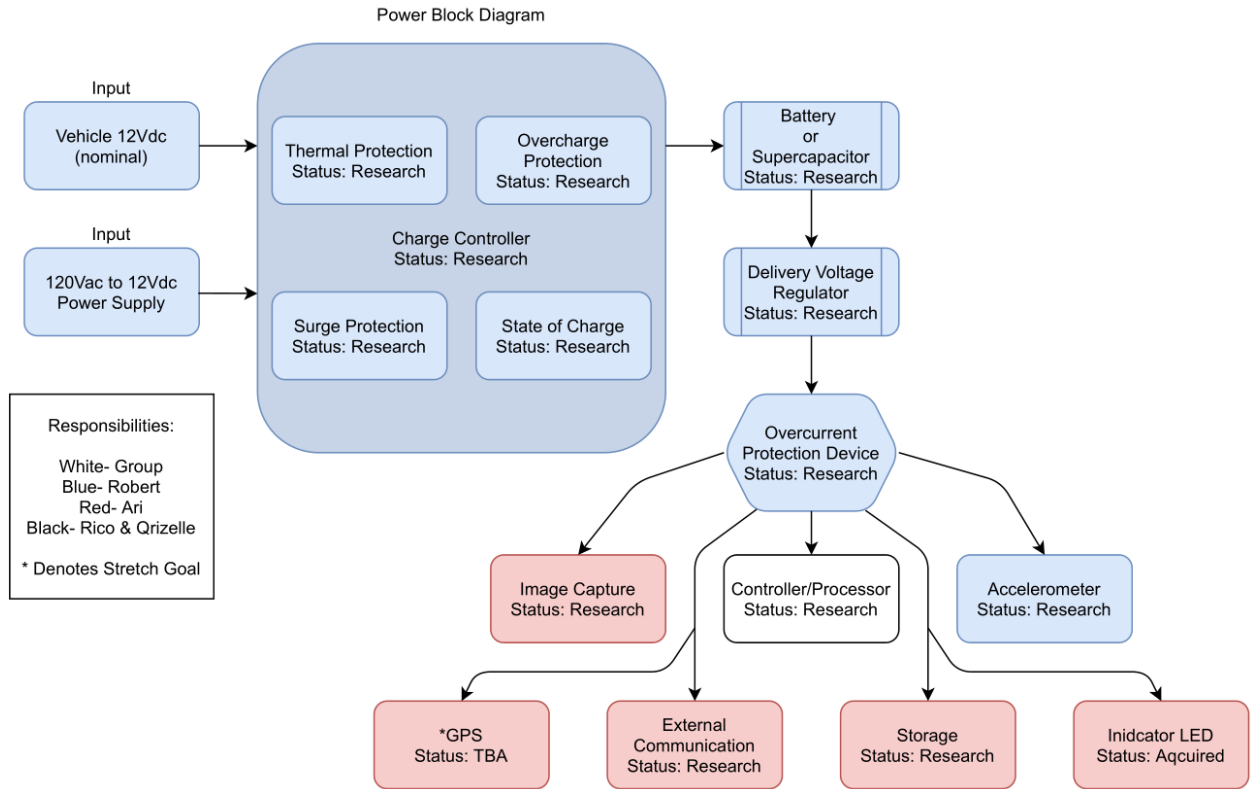 Power Block Diagram
Input
Vehicle 12Vdc
(nominal)
Input
120Vac to 12Vdc
Power Supply
Thermal Protection
Status: Research
Overcharge
Protection
Status: Research
Charge Controller
Status: Research
Surge Protection
Status: Research
State of Charge
Status: Research
Battery
or
Supercapacitor
Status: Research
Delivery Voltage
Regulator
Status: Research
Overcurrent
Protection Device
Status: Research
Responsibilities:
White- Group
Blue- Robert
Red- Ari
Black- Rico & Qrizelle
* Denotes Stretch Goal
Image Capture
Status: Research
Controller/Processor
Status: Research
Accelerometer
Status: Research
*GPS
Status: TBA
External
Communication
Status: Research
Storage
Status: Research
Inidcator LED
Status: Aqcuired